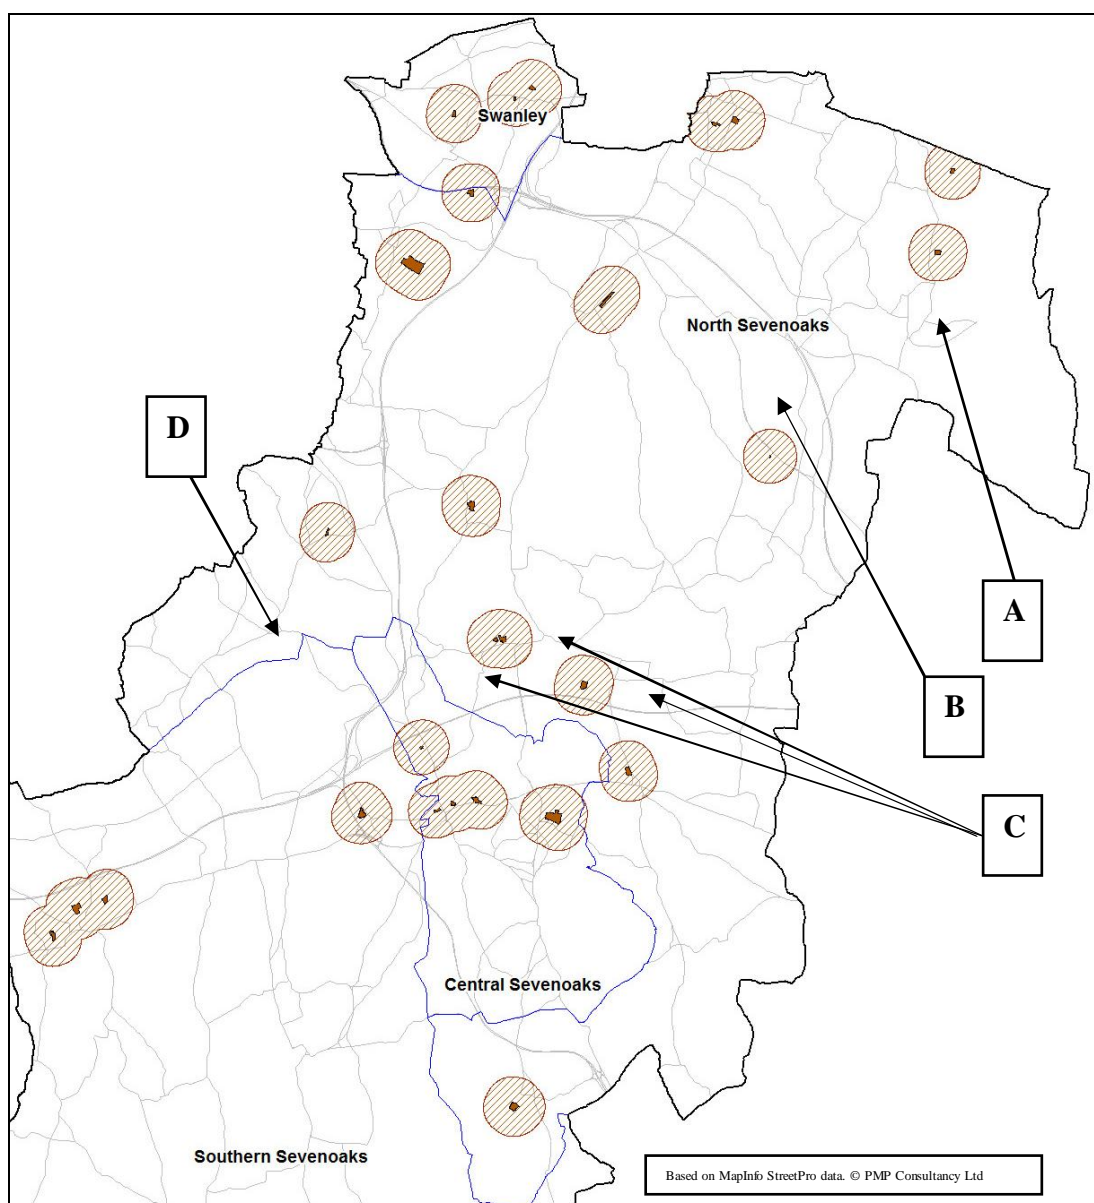 Swanley
North Sevenoaks
D
A
B
C
Central Sevenoaks
Southern Sevenoaks
Based on MapInfo StreetPro data. © PMP Consultancy Ltd